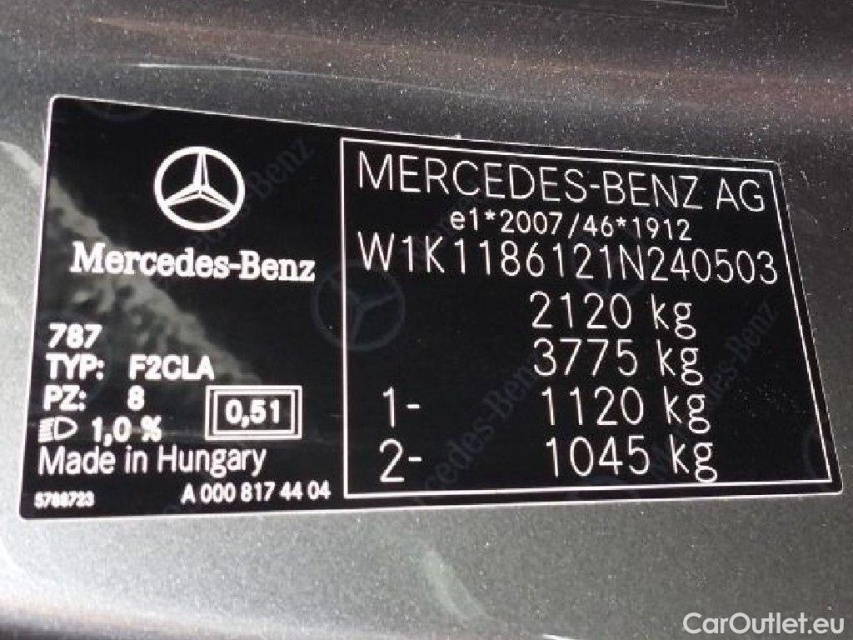 Mercedes-Benz
787
TYP: F2CLA
PZ: 8
1,0 %
0,51
Made in Hungary
5788723
A 000 817 44 04
MERCEDES-BENZ AG
e1*2007/46*1912
W1K1186121N240503
2120 kg
3775 kg
1- 1120 kg
2- 1045 kg
CarOutlet.eu